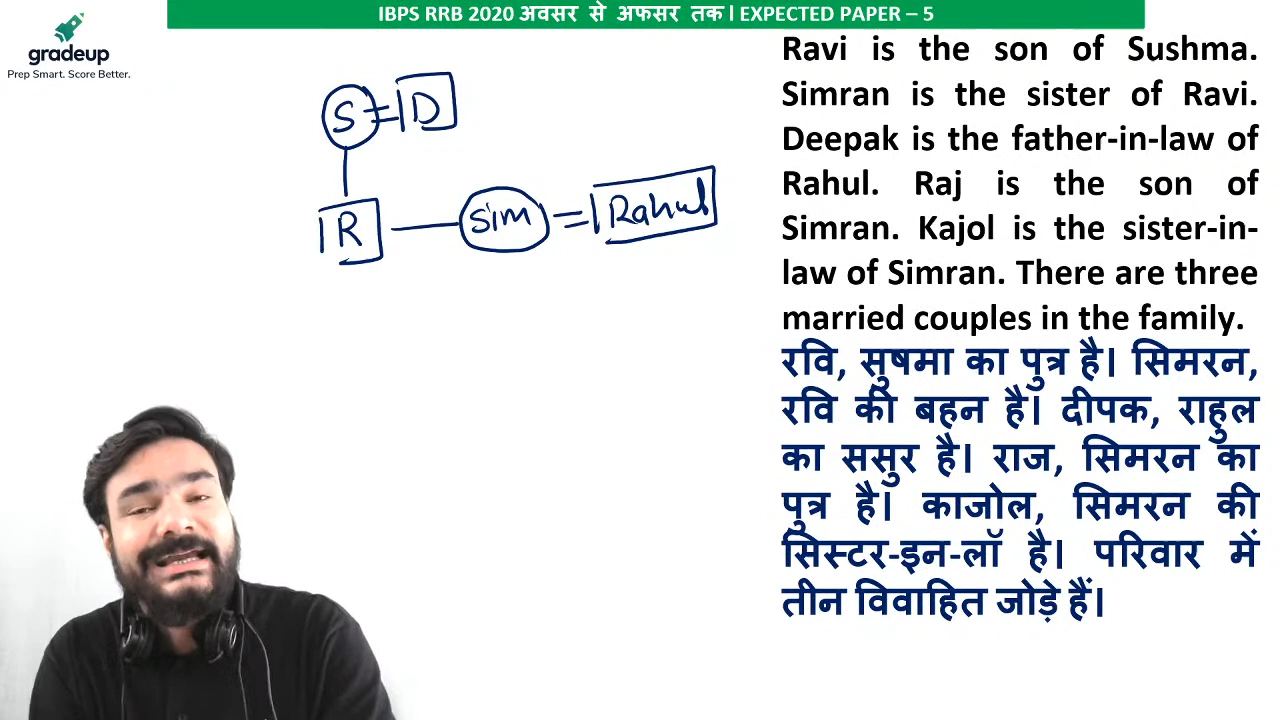 IBPS RRB 2020 अवसर से अफसर तक l EXPECTED PAPER – 5
gradeup
Prep Smart. Score Better.
Ravi is the son of Sushma.
Simran is the sister of Ravi.
Deepak is the father-in-law of
Rahul. Raj is the son of
Simran. Kajol is the sister-in-
law of Simran. There are three
married couples in the family.
रवि, सुषमा का पुत्र है। सिमरन,
रवि की बहन है। दीपक, राहुल
का ससुर है। राज, सिमरन का
पुत्र है। काजोल, सिमरन की
सिस्टर-इन-लॉ है। परिवार में
तीन विवाहित जोड़े हैं।
S = D
R — Sim = Rahul